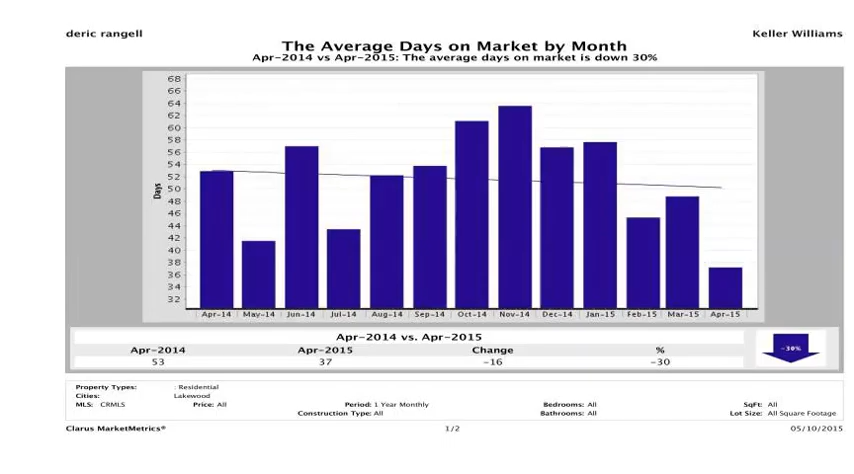 deric rangell
Keller Williams
The Average Days on Market by Month
Apr-2014 vs Apr-2015: The average days on market is down 30%
68
66
64
62
60
58
56
54
52
50
48
46
44
42
40
38
36
34
32
Days
Apr-14 May-14 Jun-14 Jul-14 Aug-14 Sep-14 Oct-14 Nov-14 Dec-14 Jan-15 Feb-15 Mar-15 Apr-15
Apr-2014 vs. Apr-2015
Apr-2014 Apr-2015 Change %
53 37 -16 -30
-30%
Property Types: : Residential
Cities: Lakewood
MLS: CRMLS Price: All Period: 1 Year Monthly Bedrooms: All SqFt: All
Construction Type: All Bathrooms: All Lot Size: All Square Footage
Clarus MarketMetrics® 1/2 05/10/2015